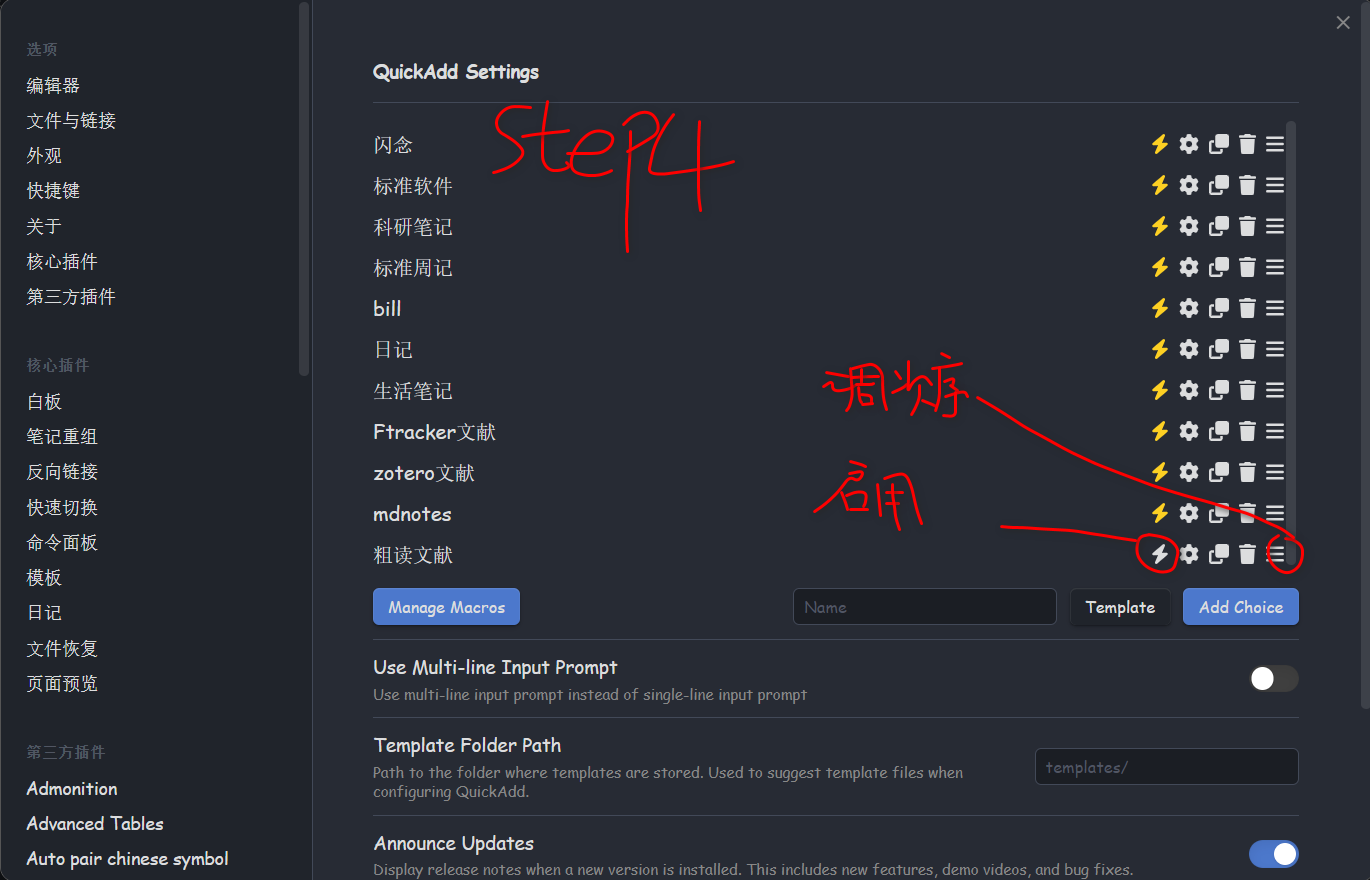 选项
编辑器
文件与链接
外观
快捷键
关于
核心插件
第三方插件
核心插件
白板
笔记重组
反向链接
快速切换
命令面板
模板
日记
文件恢复
页面预览
第三方插件
Admonition
Advanced Tables
Auto pair chinese symbol
QuickAdd Settings
Step4
闪念
标准软件
科研笔记
标准周记
bill
日记
生活笔记
Ftracker文献
zotero文献
mdnotes
粗读文献
调次序
启用
Manage Macros
Name
Template
Add Choice
Use Multi-line Input Prompt
Use multi-line input prompt instead of single-line input prompt
Template Folder Path
Path to the folder where templates are stored. Used to suggest template files when
configuring QuickAdd.
templates/
Announce Updates
Display release notes when a new version is installed. This includes new features, demo videos, and bug fixes.